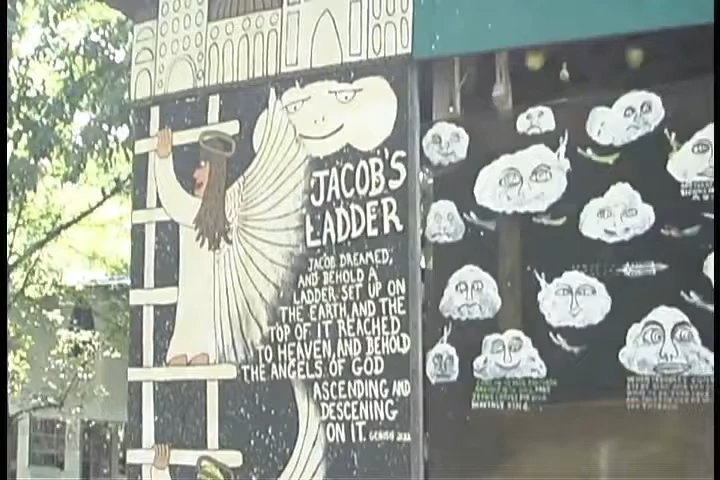 JACOB'S
LADDER
JACOB DREAMED,
AND BEHOLD A
LADDER SET UP ON
THE EARTH, AND THE
TOP OF IT REACHED
TO HEAVEN, AND BEHOLD
THE ANGELS OF GOD
ASCENDING AND
DESCENING
ON IT.